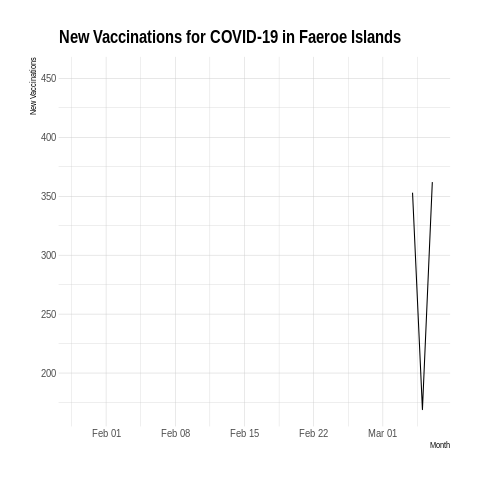 New Vaccinations for COVID-19 in Faeroe Islands
New Vaccinations
450
400
350
300
250
200
Feb 01 Feb 08 Feb 15 Feb 22 Mar 01
Month